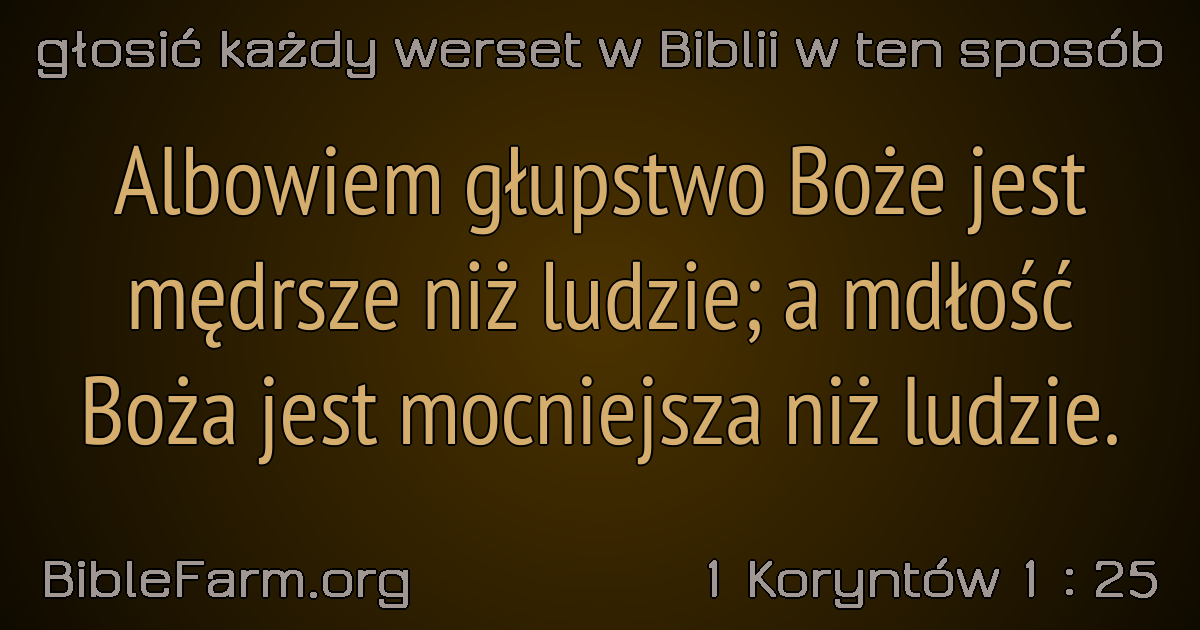 głosić każdy werset w Biblii w ten sposób
Albowiem głupstwo Boże jest
mędrsze niż ludzie; a mdłość
Boża jest mocniejsza niż ludzie.
BibleFarm.org
1 Koryntów 1 : 25